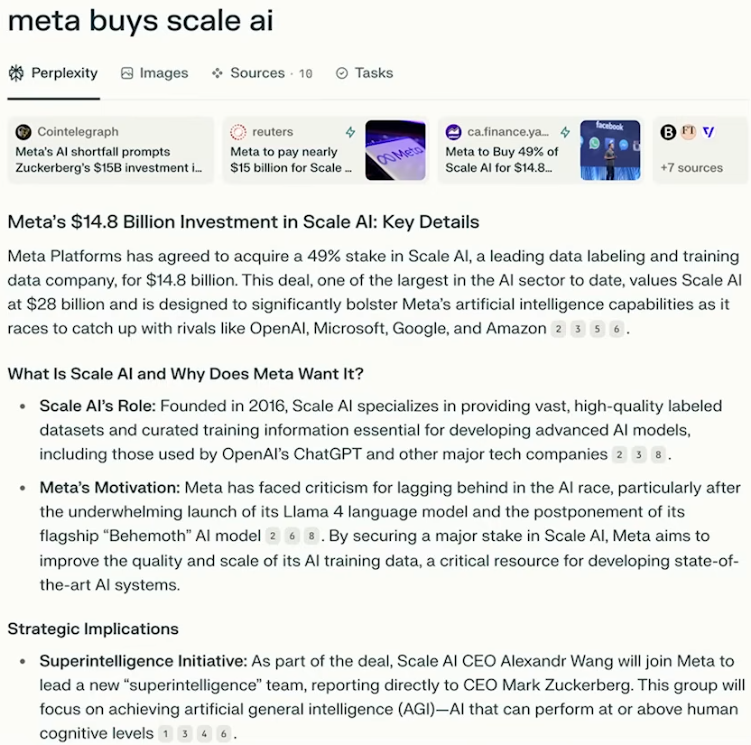 meta buys scale ai
Perplexity Images Sources · 10 Tasks
Cointelegraph
Meta's AI shortfall prompts
Zuckerberg's $15B investment i...
reuters
Meta to pay nearly
$15 billion for Scale ...
Meta
ca.finance.ya...
Meta to Buy 49% of
Scale AI for $14.8...
facebook
B FT
+7 sources
Meta's $14.8 Billion Investment in Scale AI: Key Details
Meta Platforms has agreed to acquire a 49% stake in Scale AI, a leading data labeling and training
data company, for $14.8 billion. This deal, one of the largest in the AI sector to date, values Scale AI
at $28 billion and is designed to significantly bolster Meta's artificial intelligence capabilities as it
races to catch up with rivals like OpenAI, Microsoft, Google, and Amazon 2 3 5 6 .
What Is Scale AI and Why Does Meta Want It?
• Scale AI's Role: Founded in 2016, Scale AI specializes in providing vast, high-quality labeled
datasets and curated training information essential for developing advanced AI models,
including those used by OpenAI's ChatGPT and other major tech companies 2 3 8 .
• Meta's Motivation: Meta has faced criticism for lagging behind in the AI race, particularly after
the underwhelming launch of its Llama 4 language model and the postponement of its
flagship “Behemoth” AI model 2 6 8 . By securing a major stake in Scale AI, Meta aims to
improve the quality and scale of its AI training data, a critical resource for developing state-of-
the-art AI systems.
Strategic Implications
• Superintelligence Initiative: As part of the deal, Scale AI CEO Alexandr Wang will join Meta to
lead a new “superintelligence” team, reporting directly to CEO Mark Zuckerberg. This group will
focus on achieving artificial general intelligence (AGI)—AI that can perform at or above human
cognitive levels 1 3 4 6 .